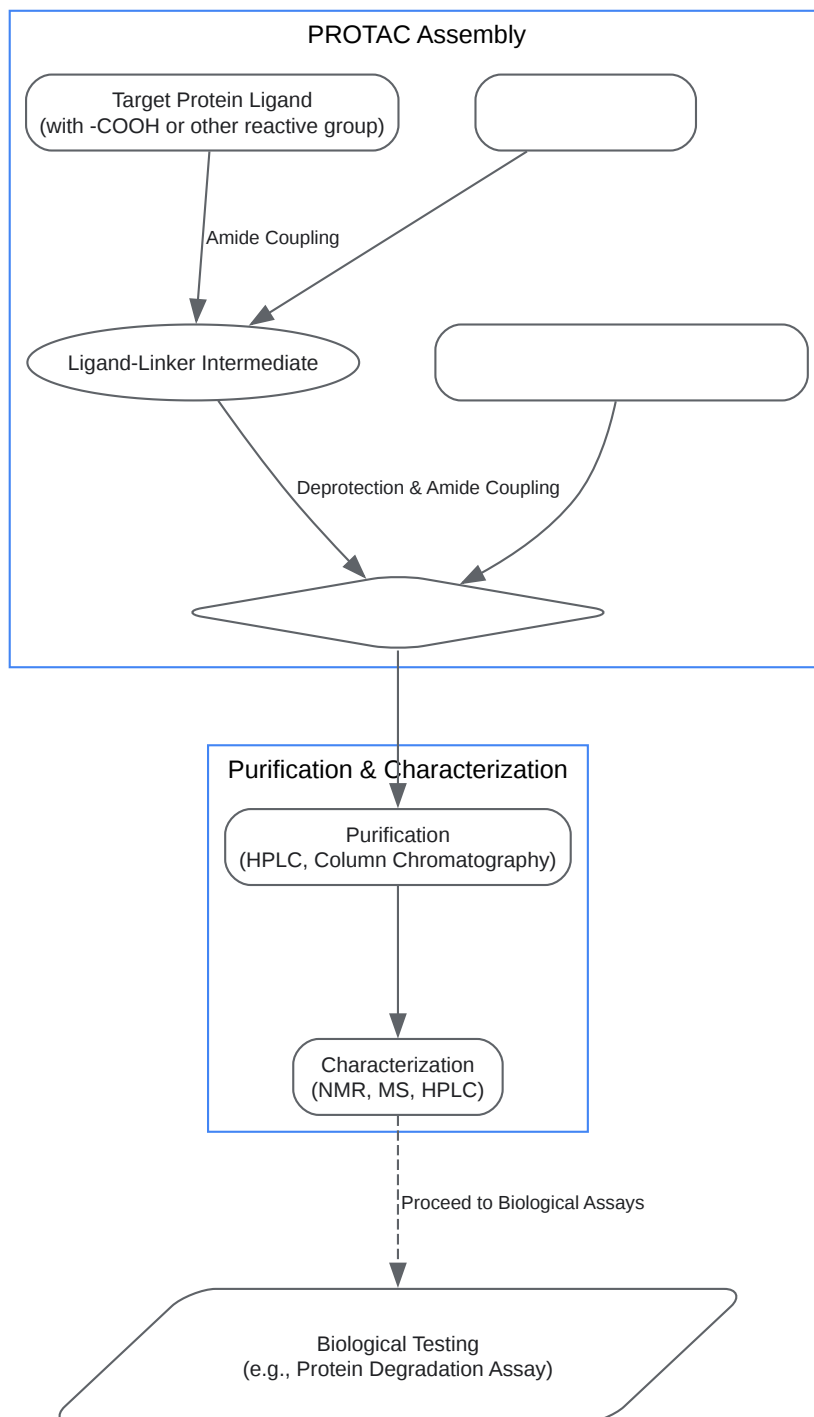 PROTAC Assembly
Target Protein Ligand
(with -COOH or other reactive group)
Amide Coupling
Ligand-Linker Intermediate
Deprotection & Amide Coupling
Purification & Characterization
Purification
(HPLC, Column Chromatography)
Characterization
(NMR, MS, HPLC)
Proceed to Biological Assays
Biological Testing
(e.g., Protein Degradation Assay)